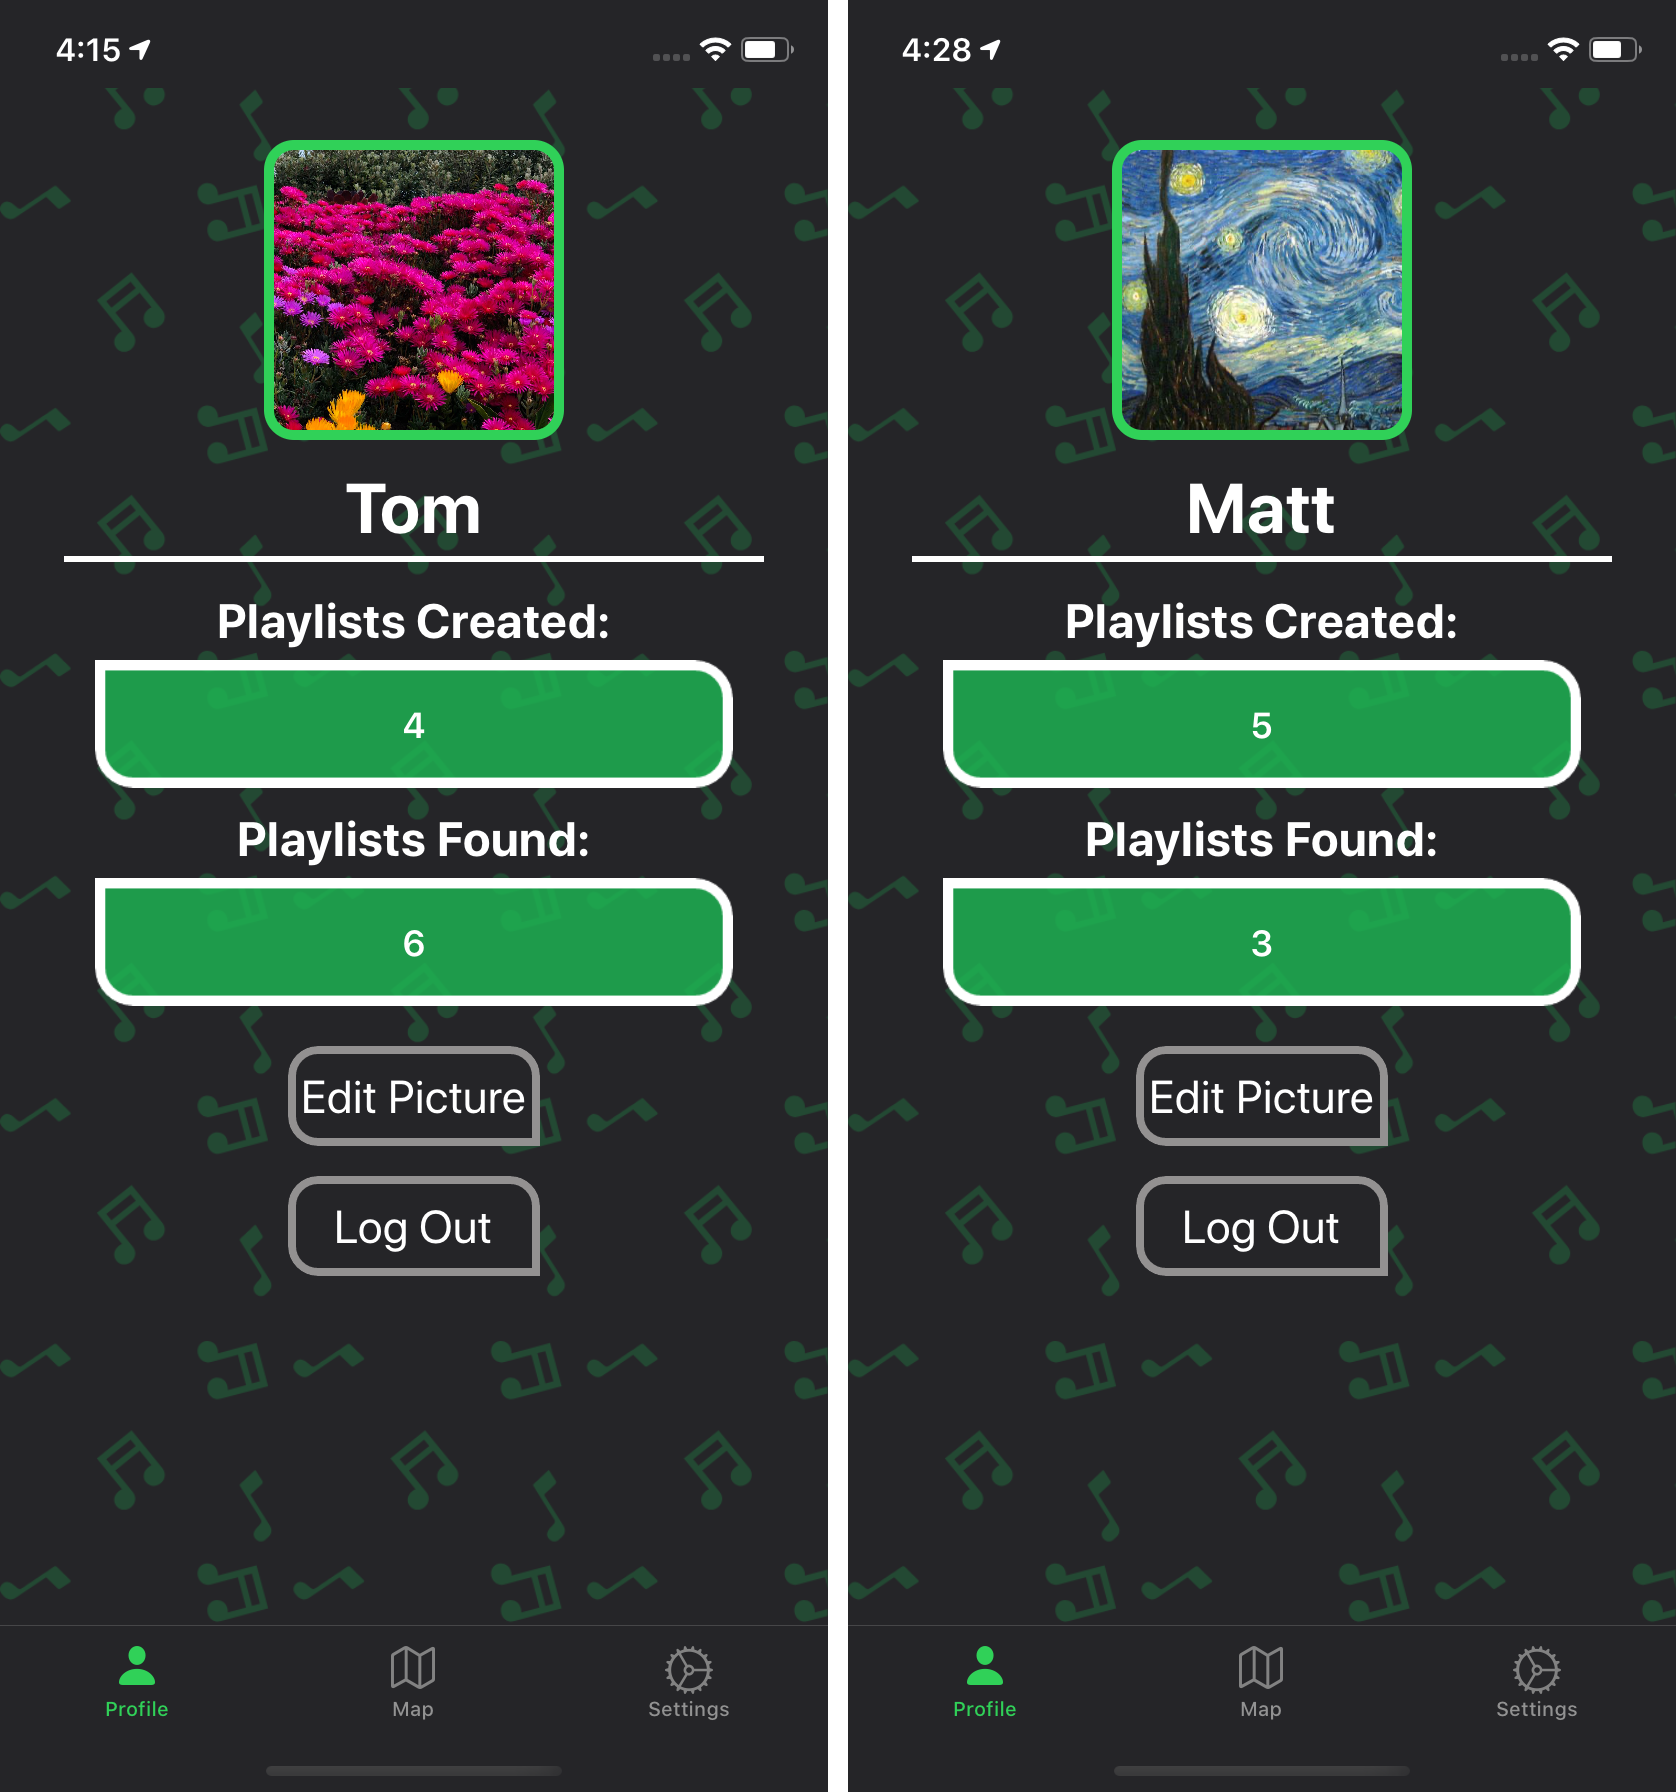 4:15
Tom
Playlists Created:
4
Playlists Found:
6
Edit Picture
Log Out
Profile
Map
Settings
4:28
Matt
Playlists Created:
5
Playlists Found:
3
Edit Picture
Log Out
Profile
Map
Settings